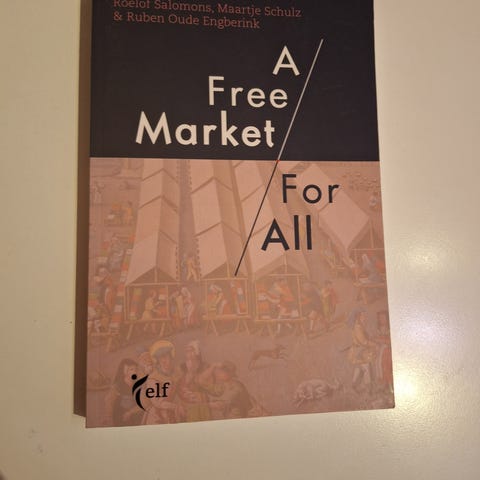 Roelof Salomons, Maartje Schulz
& Ruben Oude Engberink
A
Free
Market
For
All
elf